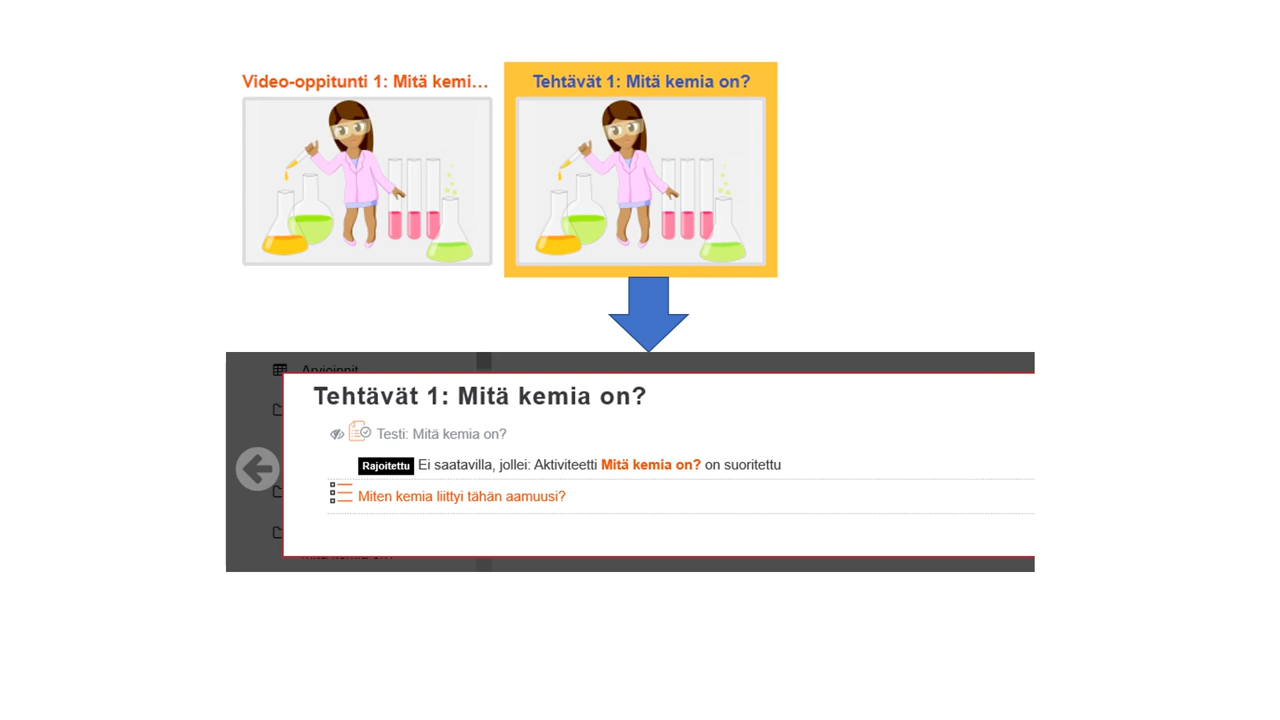 Video-oppitunti 1: Mitä kemi...
Tehtävät 1: Mitä kemia on?
Arvioinnit
Tehtävät 1: Mitä kemia on?
Testi: Mitä kemia on?
Rajoitettu Ei saatavilla, jollei: Aktiviteetti Mitä kemia on? on suoritettu
Miten kemia liittyi tähän aamuusi?